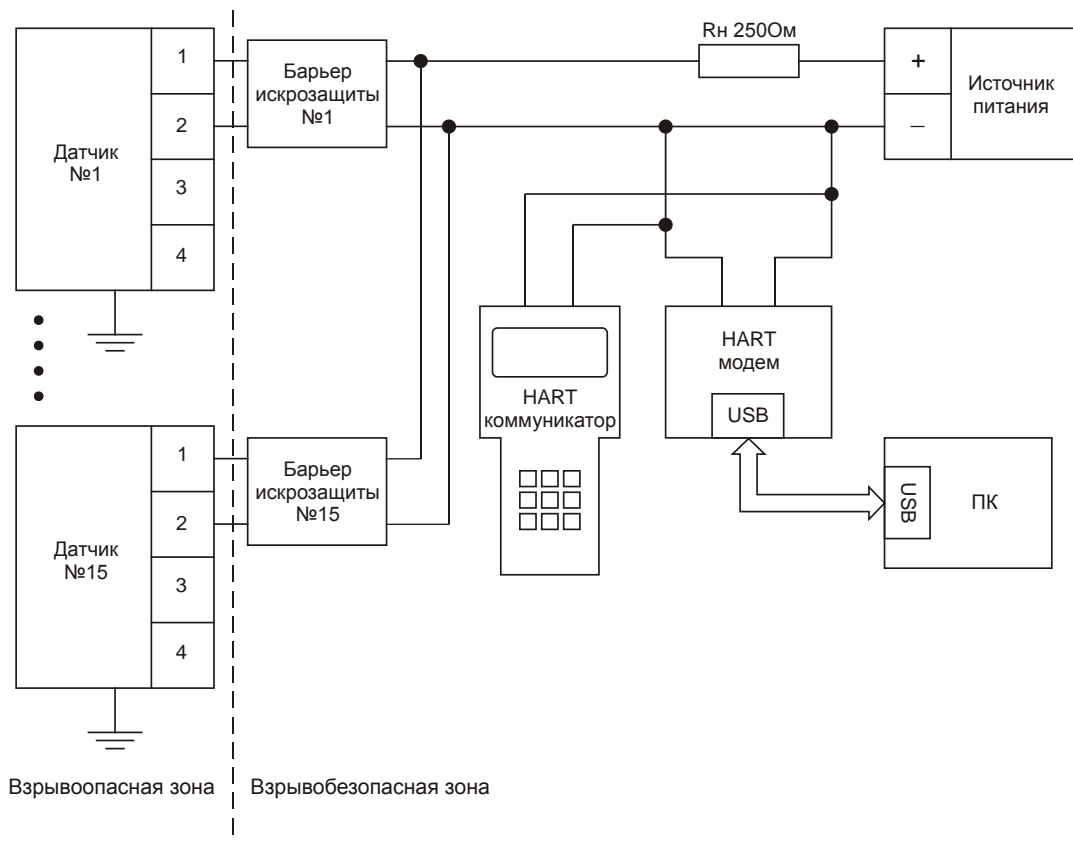 Rн 250Ом
Датчик
№1
1
2
3
4
Барьер
искрозащиты
№1
+
–
Источник
питания
HART
коммуникатор
HART
модем
USB
USB
ПК
Датчик
№15
1
2
3
4
Барьер
искрозащиты
№15
Взрывоопасная зона
Взрывобезопасная зона